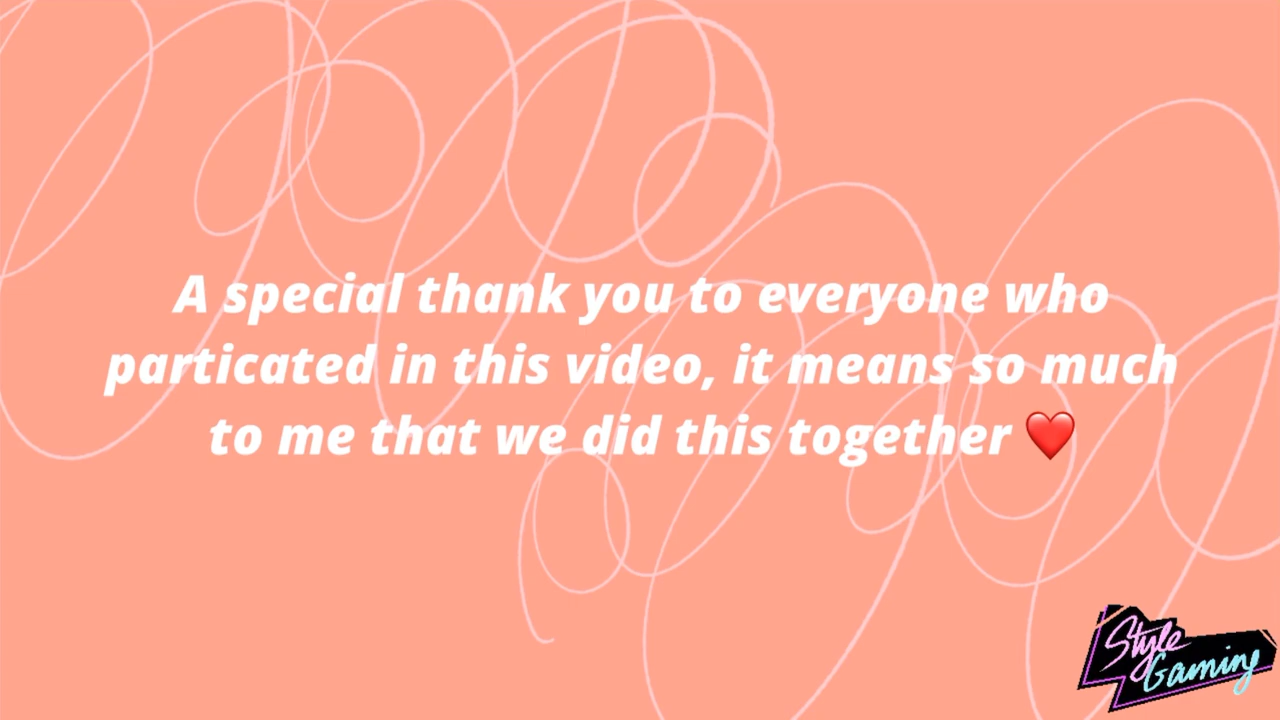 A special thank you to everyone who
particated in this video, it means so much
to me that we did this together ❤️
Style
Gaming